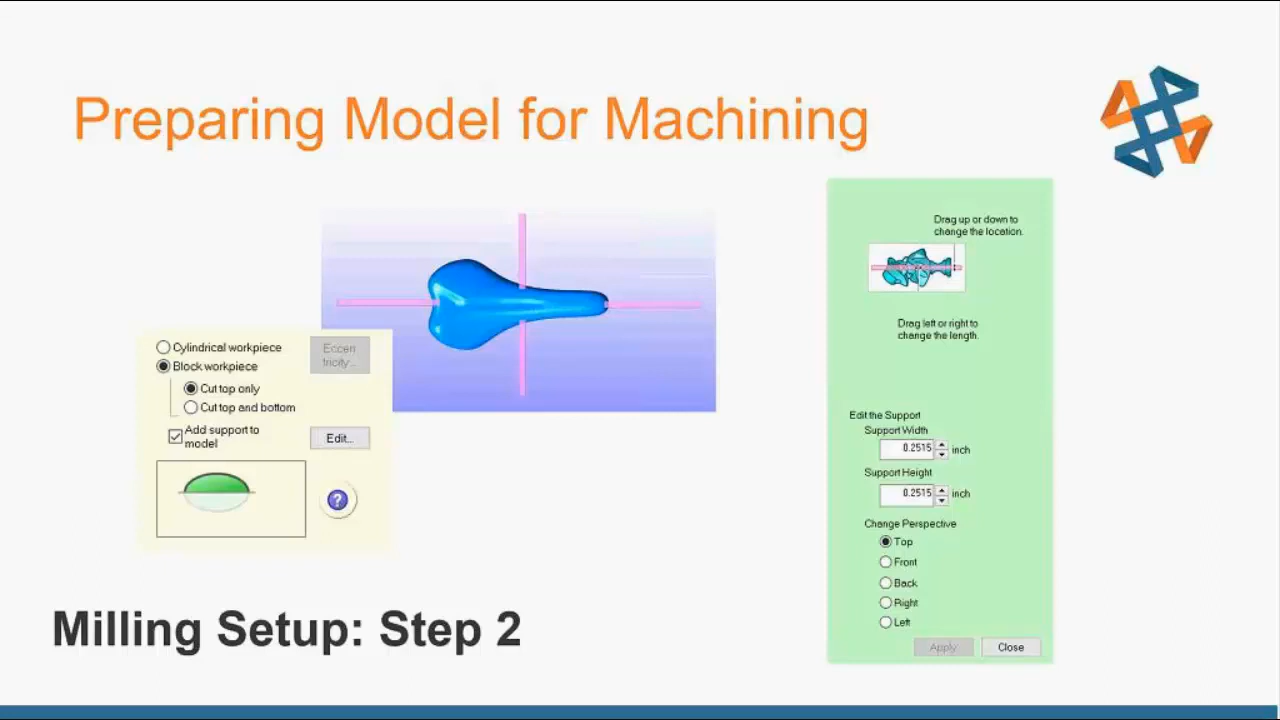 Preparing Model for Machining
Cylindrical workpiece
Block workpiece
Cut top only
Cut top and bottom
Add support to
model
Eccen
tricity...
Edit...
?
Drag up or down to
change the location.
Drag left or right to
change the length.
Edit the Support
Support Width
0.2515 inch
Support Height
0.2515 inch
Change Perspective
Top
Front
Back
Right
Left
Apply Close
Milling Setup: Step 2